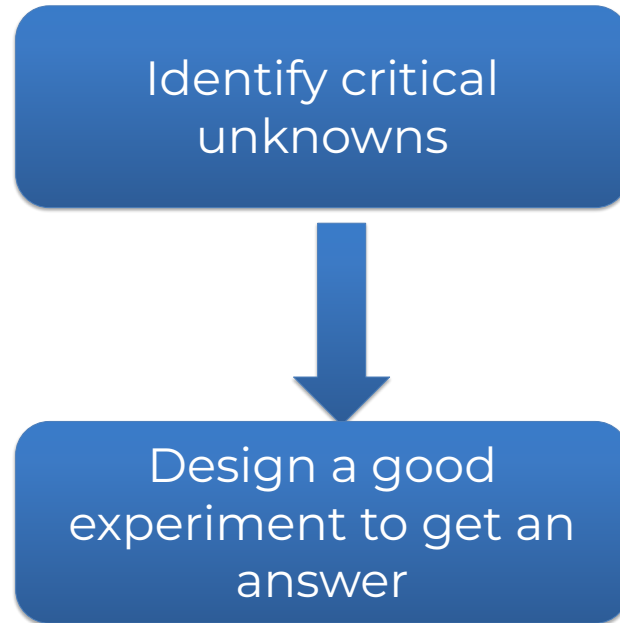 Identify critical
unknowns
Design a good
experiment to get an
answer